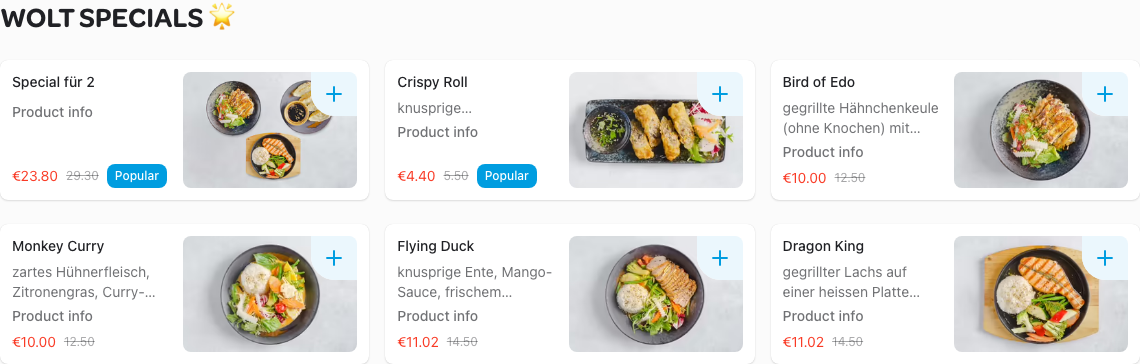 WOLT SPECIALS 🌟
Special für 2
Product info
€23.80 29.30 Popular
Crispy Roll
knusprige...
Product info
€4.40 5.50 Popular
Bird of Edo
gegrillte Hähnchenkeule
(ohne Knochen) mit...
Product info
€10.00 12.50
Monkey Curry
zartes Hühnerfleisch,
Zitronengras, Curry-...
Product info
€10.00 12.50
Flying Duck
knusprige Ente, Mango-
Sauce, frischem...
Product info
€11.02 14.50
Dragon King
gegrillter Lachs auf
einer heissen Platte...
Product info
€11.02 14.50